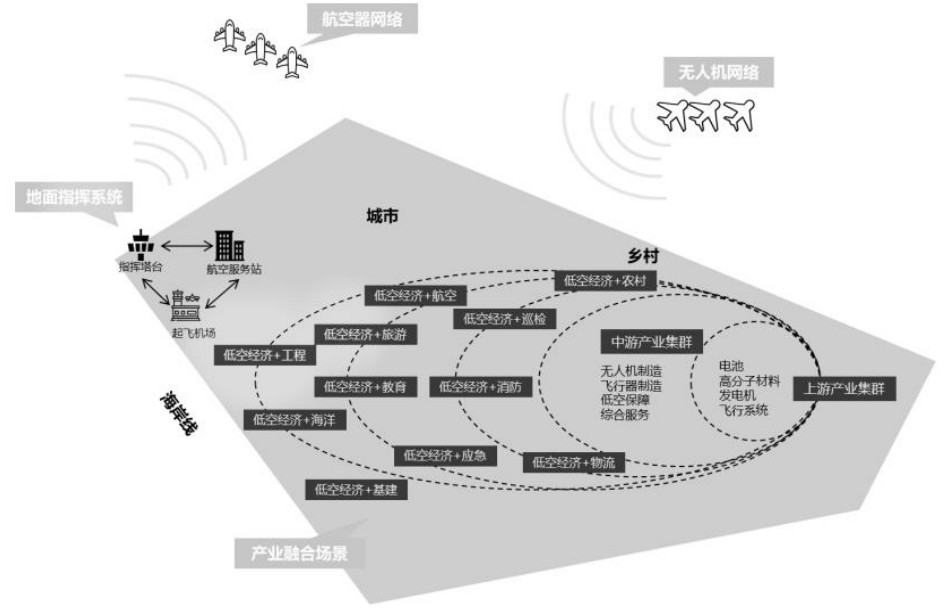 航空器网络
无人机网络
地面指挥系统
城市
指挥塔台
航空服务站
乡村
起飞机场
低空经济+航空
低空经济+农村
低空经济+旅游
低空经济+巡检
低空经济+工程
中游产业集群
无人机制造
飞行器制造
低空保障
综合服务
电池
高分子材料
发电机
飞行系统
上游产业集群
低空经济+教育
低空经济+消防
海岸线
低空经济+海洋
低空经济+应急
低空经济+物流
低空经济+基建
产业融合场景